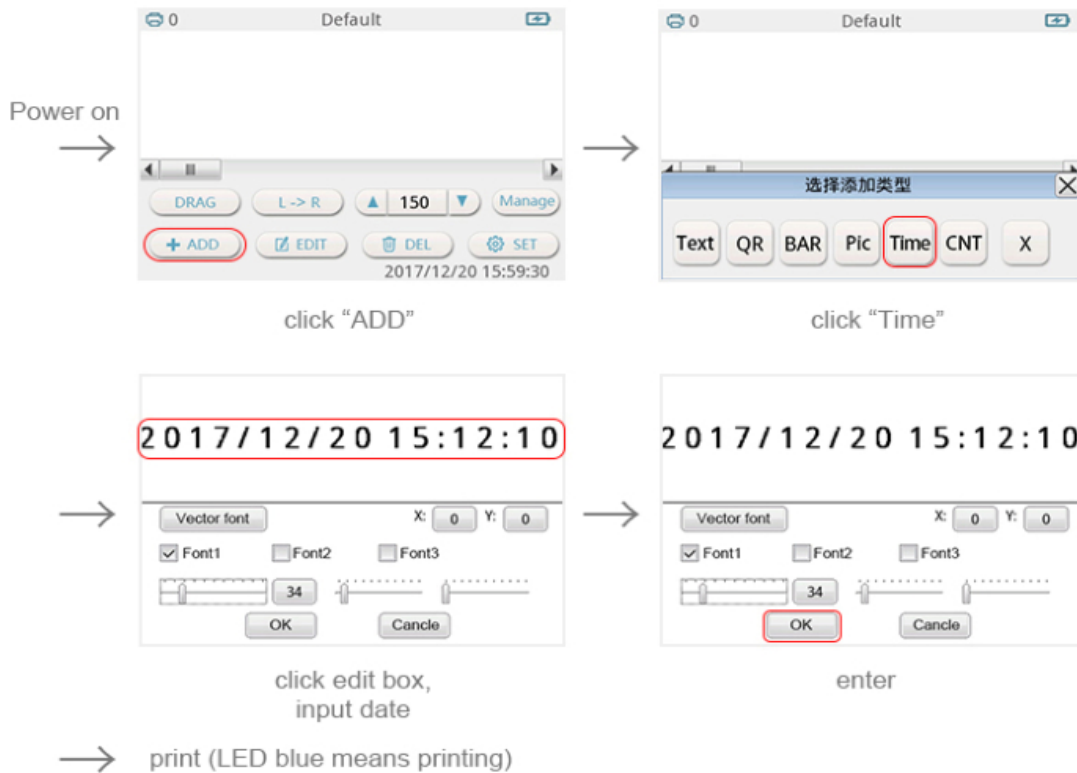 0 Default
0 Default
Power on
DRAG L -> R 150 Manage
+ ADD EDIT DEL SET
2017/12/20 15:59:30
选择添加类型
Text QR BAR Pic Time CNT X
click “ADD”
click “Time”
2017/12/20 15:12:10
Vector font X: 0 Y: 0
Font1 Font2 Font3
34
OK Cancle
2017/12/20 15:12:10
Vector font X: 0 Y: 0
Font1 Font2 Font3
34
OK Cancle
click edit box,
input date
enter
print (LED blue means printing)